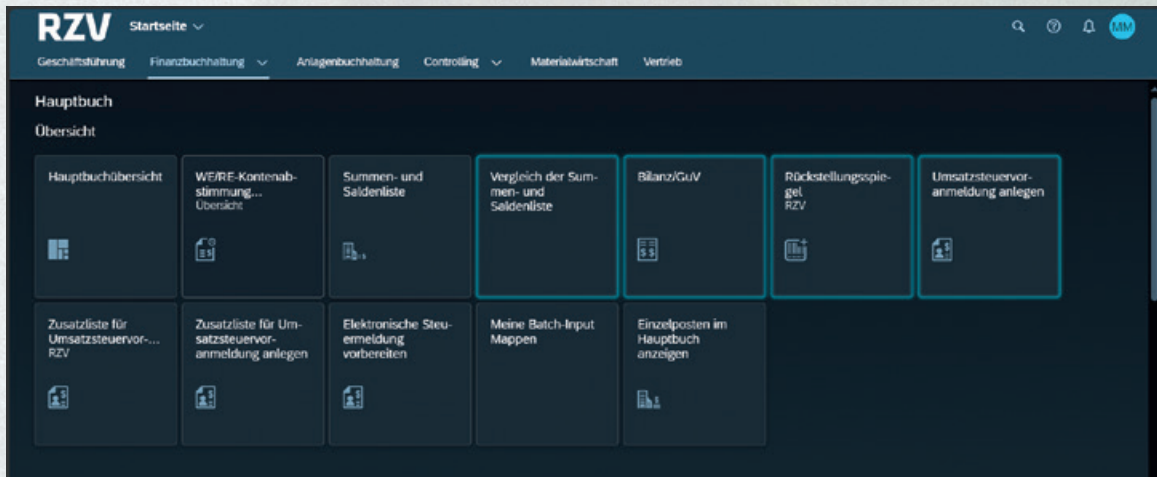 RZV Startseite
MM
Geschäftsführung Finanzbuchhaltung Anlagenbuchhaltung Controlling Materialwirtschaft Vertrieb
Hauptbuch
Übersicht
Hauptbuchübersicht
WE/RE-Kontenab-
stimmung...
Übersicht
Summen- und
Saldenliste
Vergleich der Sum-
men- und
Saldenliste
Bilanz/GuV
Rückstellungsspie-
gel
RZV
Umsatzsteuervor-
anmeldung anlegen
Zusatzliste für
Umsatzsteuervor-...
RZV
Zusatzliste für Um-
satzsteuervor-
anmeldung anlegen
Elektronische Steu-
ermeldung
vorbereiten
Meine Batch-Input
Mappen
Einzelposten im
Hauptbuch
anzeigen